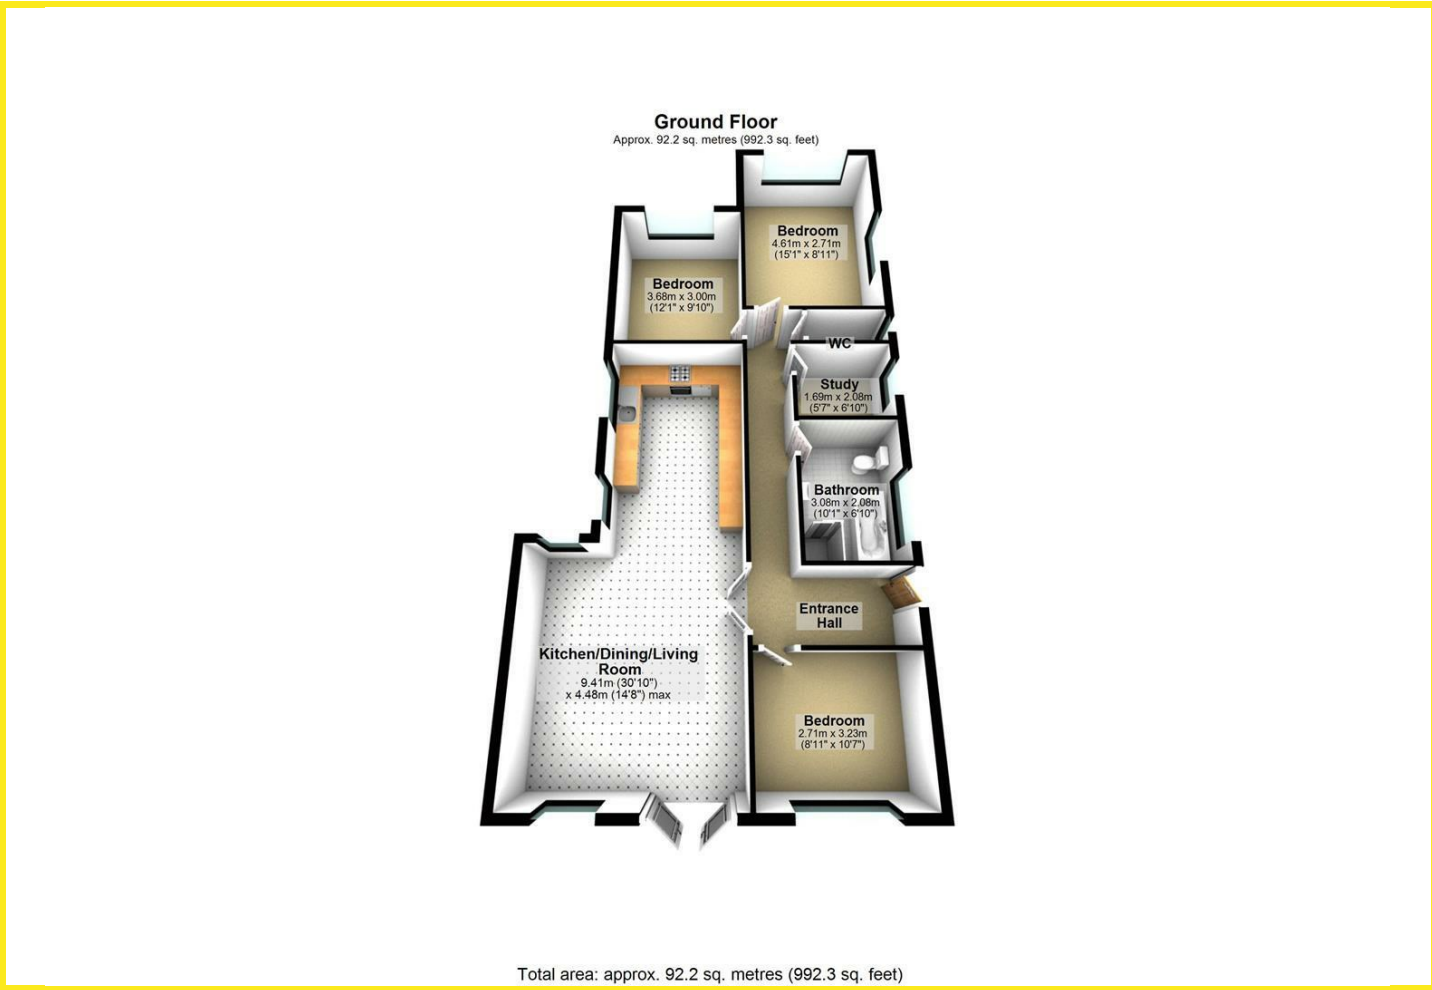 Ground Floor
Approx. 92.2 sq. metres (992.3 sq. feet)
Bedroom
4.61m x 2.71m
(15'1" x 8'11")
Bedroom
3.68m x 3.00m
(12'1" x 9'10")
WC
Study
1.69m x 2.08m
(5'7" x 6'10")
Bathroom
3.08m x 2.08m
(10'1" x 6'10")
Entrance
Hall
Kitchen/Dining/Living
Room
9.41m (30'10")
x 4.48m (14'8") max
Bedroom
2.71m x 3.23m
(8'11" x 10'7")
Total area: approx. 92.2 sq. metres (992.3 sq. feet)